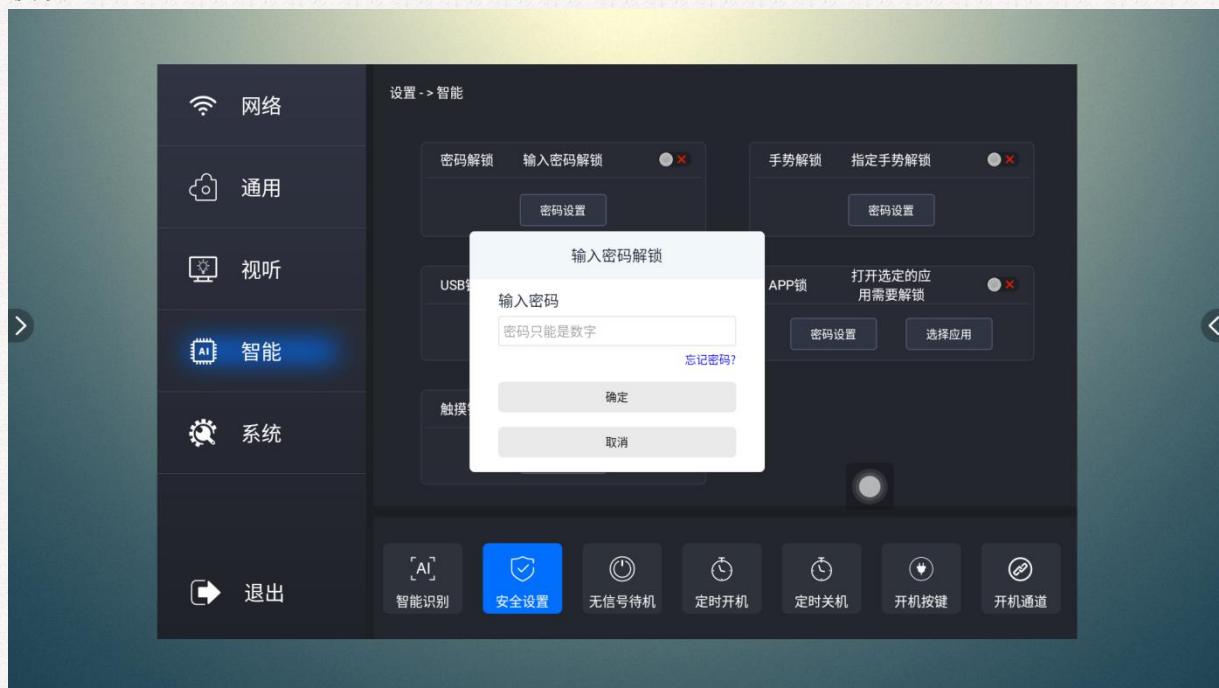 网络
通用
视听
智能
系统
退出
设置 - > 智能
密码解锁 输入密码解锁
密码设置
手势解锁 指定手势解锁
密码设置
USB
APP锁 打开选定的应
用需要解锁
密码设置 选择应用
触摸
输入密码解锁
输入密码
密码只能是数字
忘记密码?
确定
取消
AI
智能识别
安全设置
无信号待机
定时开机
定时关机
开机按键
开机通道